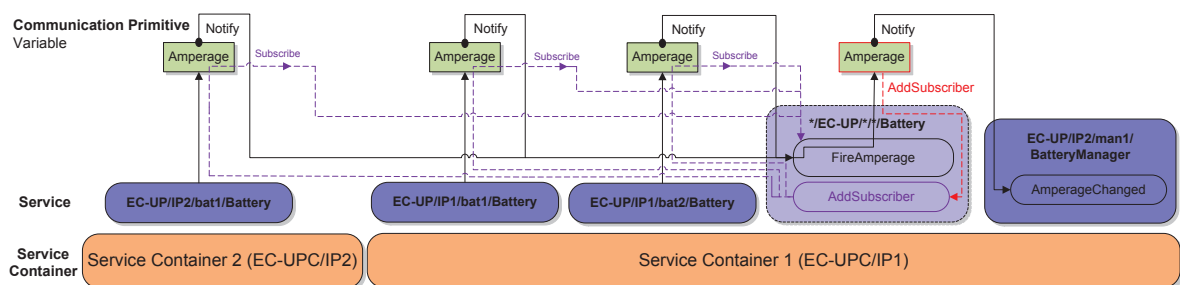 Communication Primitive
Variable
Notify
Notify
Notify
Notify
Amperage
Amperage
Amperage
Amperage
Subscribe
Subscribe
Subscribe
AddSubscriber
*/EC-UP/*/*/Battery
FireAmperage
AddSubscriber
EC-UP/IP2/man1/
BatteryManager
AmperageChanged
Service
EC-UP/IP2/bat1/Battery
EC-UP/IP1/bat1/Battery
EC-UP/IP1/bat2/Battery
Service
Container
Service Container 2 (EC-UPC/IP2)
Service Container 1 (EC-UPC/IP1)